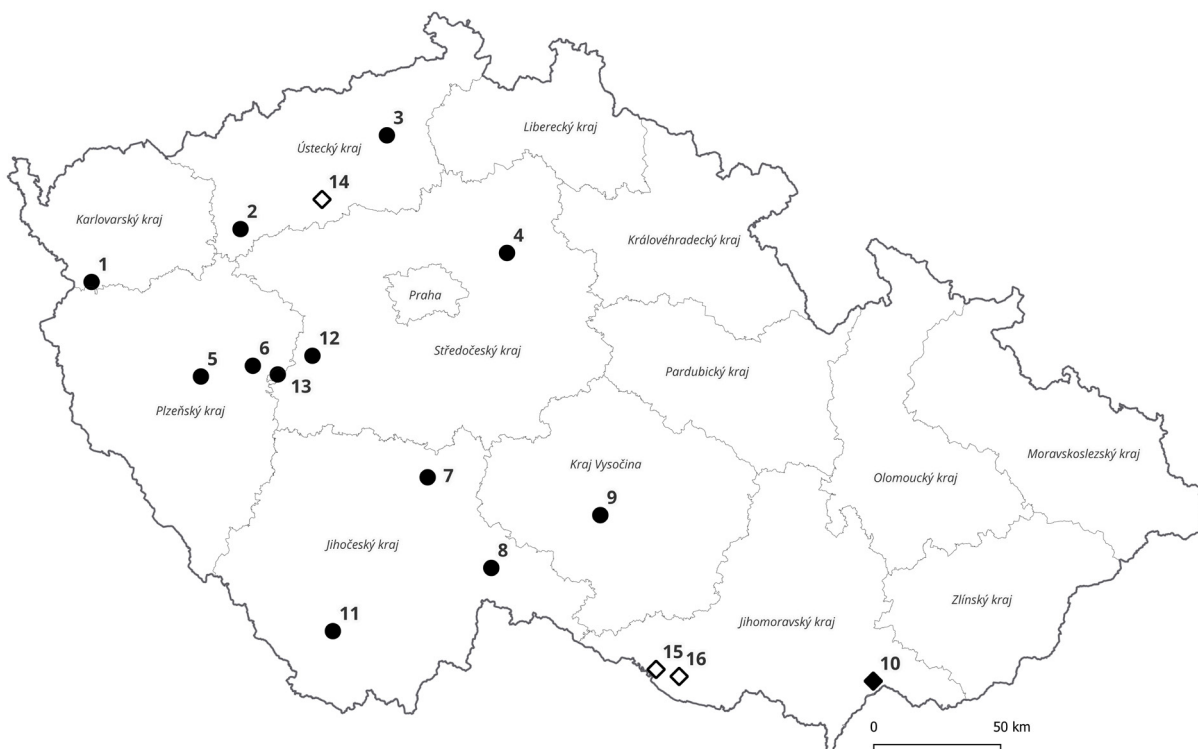 3
Liberecký kraj
Ústecký kraj
14
Karlovarský kraj
2
4
Královéhradecký kraj
1
Praha
12
6
5
13
Středočeský kraj
Pardubický kraj
Plzeňský kraj
Moravskoslezský kraj
Kraj Vysočina
7
Olomoucký kraj
9
Jihočeský kraj
8
Zlínský kraj
11
Jihomoravský kraj
15
16
10
0 50 km